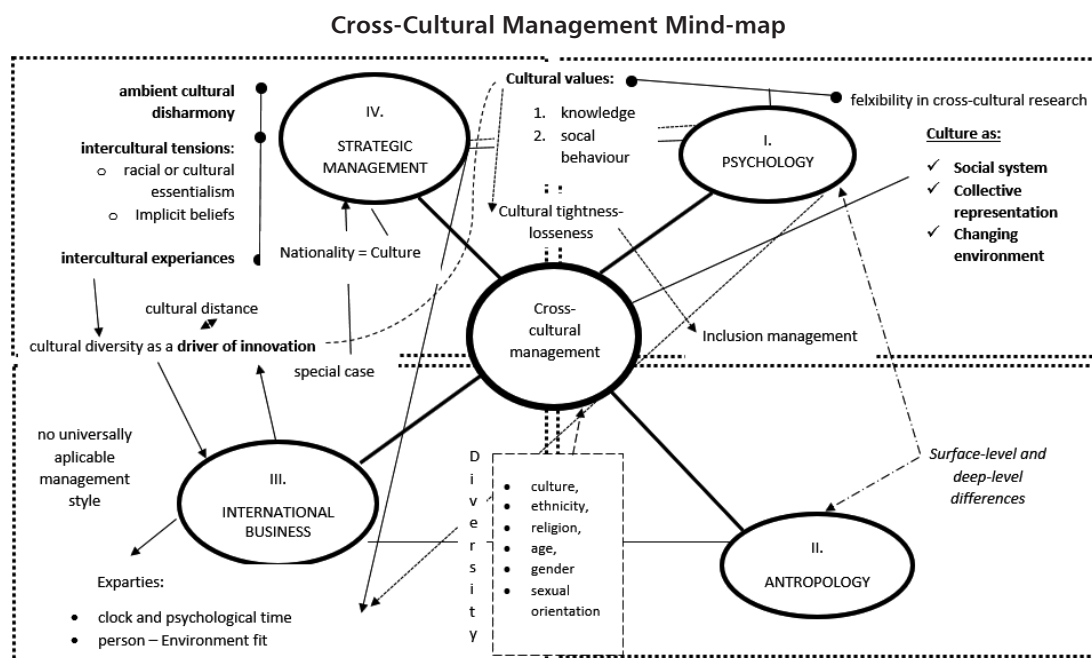 Cross-Cultural Management Mind-map
ambient cultural
disharmony
intercultural tensions:
o racial or cultural
essentialism
o Implicit beliefs
intercultural experiances
cultural distance
cultural diversity as a driver of innovation
IV.
STRATEGIC
MANAGEMENT
Nationality = Culture
special case
Cultural values:
1. knowledge
2. socal
behaviour
Cultural tightness-
losseness
I.
PSYCHOLOGY
felxibility in cross-cultural research
Culture as:
✓ Social system
✓ Collective
representation
✓ Changing
environment
Cross-
cultural
management
Inclusion management
no universally
aplicable
management
style
III.
INTERNATIONAL
BUSINESS
Exparties:
• clock and psychological time
• person – Environment fit
D
i
v
e
r
s
i
t
y
• culture,
• ethnicity,
• religion,
• age,
• gender
• sexual
orientation
Surface-level and
deep-level
differences
II.
ANTROPOLOGY